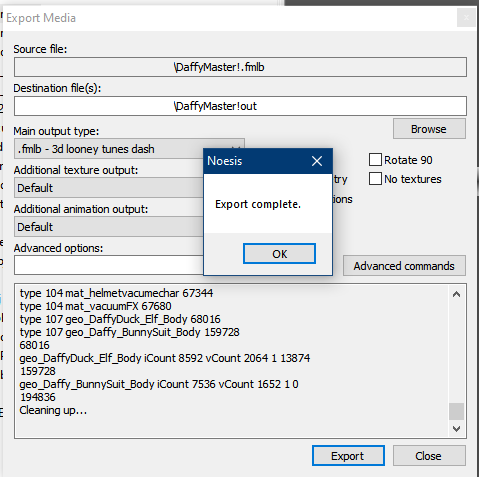 Export Media
Source file:
\DaffyMaster!.fmlb
Destination file(s):
\DaffyMaster!out
Main output type:
Browse
.fmlb - 3d looney tunes dash
Noesis
Rotate 90
Additional texture output:
Default
No textures
Additional animation output:
Export complete.
Default
Advanced options:
OK
Advanced commands
type 104 mat_helmetvacumechar 67344
type 104 mat_vacuumFX 67680
type 107 geo_DaffyDuck_Elf_Body 68016
type 107 geo_Daffy_BunnySuit_Body 159728
68016
geo_DaffyDuck_Elf_Body iCount 8592 vCount 2064 1 13874
159728
geo_Daffy_BunnySuit_Body iCount 7536 vCount 1652 1 0
194836
Cleaning up...
Export
Close